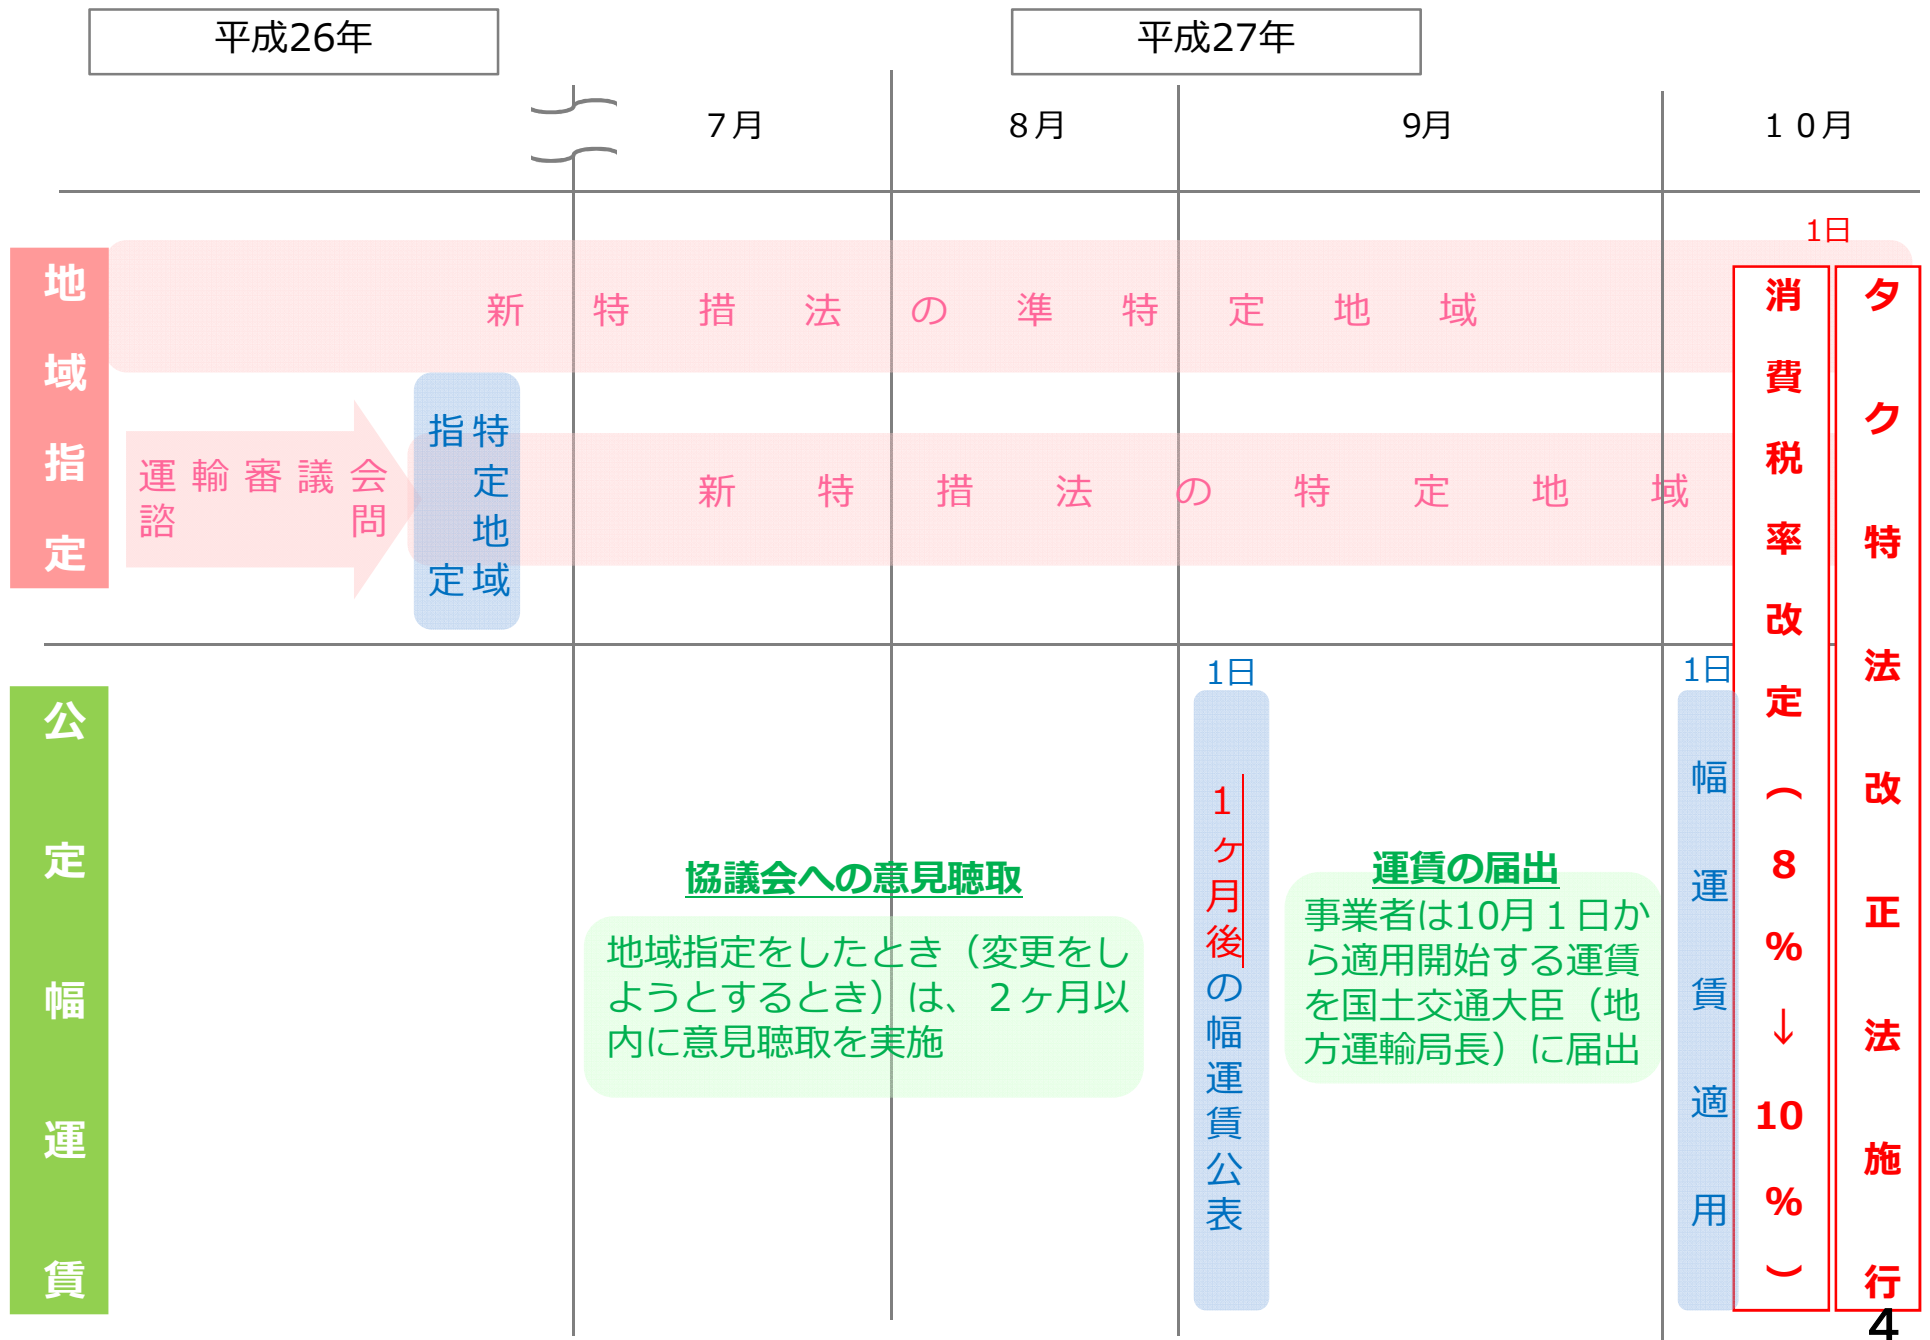 平成26年
平成27年
７月
８月
9月
１０月
地域指定
1日
新特措法の準特定地域
運輸審議会
諮問
特定地域
指定
新特措法の特定地域
消費税率改定（8％→10％）
タク特法改正法施行
公定幅運賃
協議会への意見聴取
地域指定をしたとき（変更をし
ようとするとき）は、２ヶ月以
内に意見聴取を実施
1日
1ヶ月後の幅運賃公表
運賃の届出
事業者は10月１日か
ら適用開始する運賃
を国土交通大臣（地
方運輸局長）に届出
1日
幅運賃適用
4